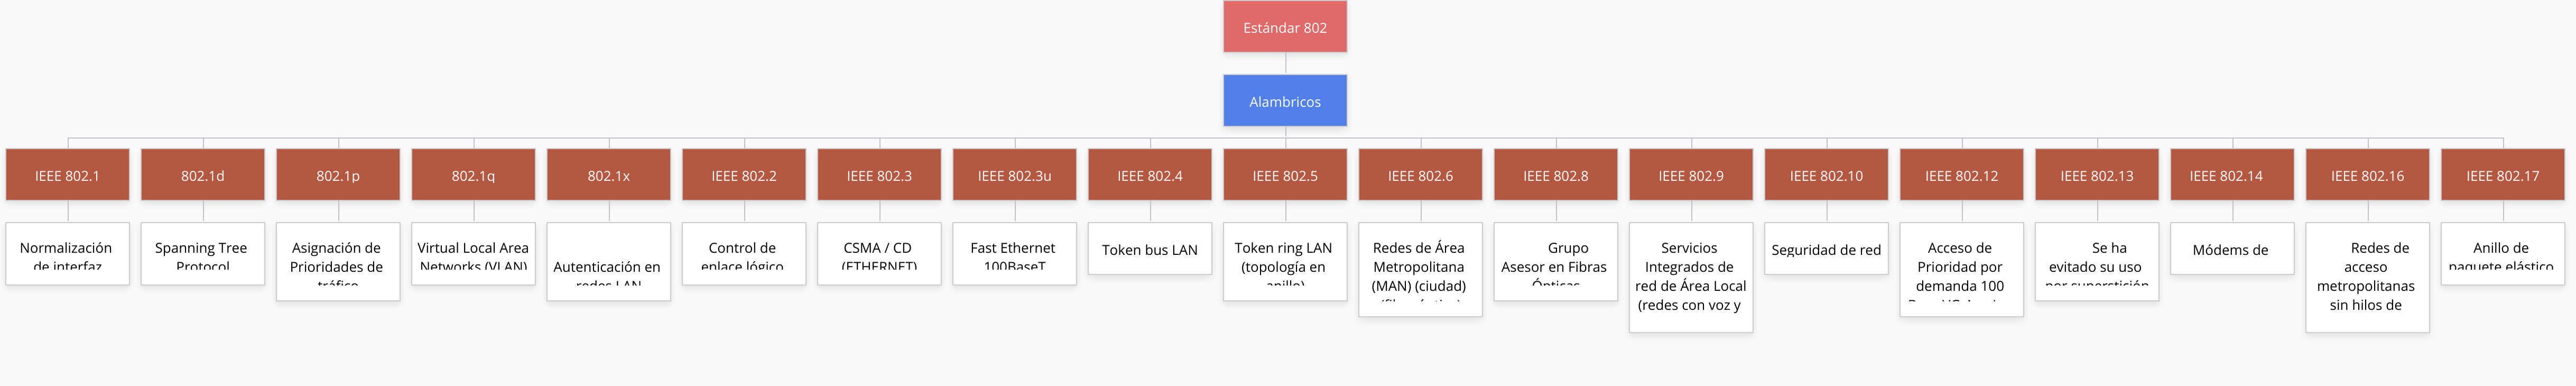 Estándar 802
Alambricos
IEEE 802.1
802.1d
802.1p
802.1q
802.1x
IEEE 802.2
IEEE 802.3
IEEE 802.3u
IEEE 802.4
IEEE 802.5
IEEE 802.6
IEEE 802.8
IEEE 802.9
IEEE 802.10
IEEE 802.12
IEEE 802.13
IEEE 802.14
IEEE 802.16
IEEE 802.17
Normalización
de interfaz
Spanning Tree
Protocol
Asignación de
Prioridades de
tráfico
Virtual Local Area
Networks (VLAN)
Autenticación en
redes LAN
Control de
enlace lógico
CSMA / CD
(ETHERNET)
Fast Ethernet
100BaseT
Token bus LAN
Token ring LAN
(topología en
anillo)
Redes de Área
Metropolitana
(MAN) (ciudad)
Grupo
Asesor en Fibras
Ópticas
Servicios
Integrados de
red de Área Local
(redes con voz y
Seguridad de red
Acceso de
Prioridad por
demanda 100
Se ha
evitado su uso
por superstición
Módems de
Redes de
acceso
metropolitanas
sin hilos de
Anillo de
paquete elástico